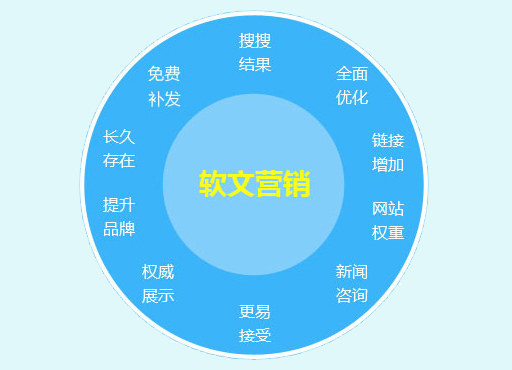 搜搜
结果
全面
优化
链接
增加
网站
权重
新闻
咨询
更易
接受
权威
展示
提升
品牌
长久
存在
免费
补发
软文营销